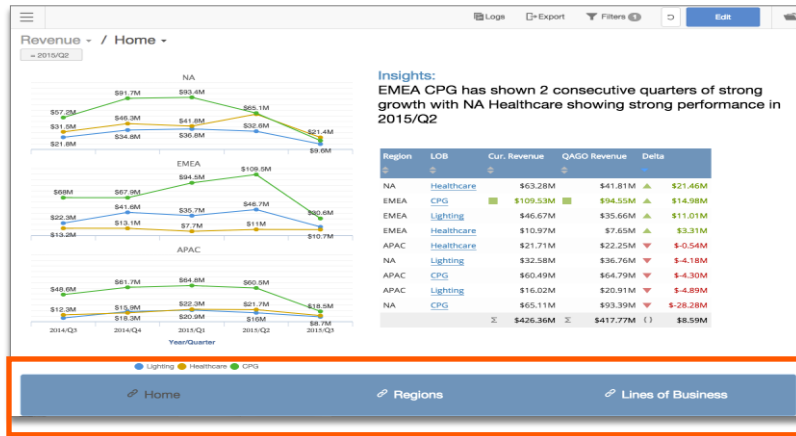 Logs Export Filters 1 Edit
Revenue / Home
= 2015/Q2
NA
$57.2M $91.7M $93.4M $65.1M
$31.5M $46.3M $41.8M $21.4M
$21.8M $34.8M $36.8M $32.6M $9.6M
EMEA
$68M $67.9M $94.5M $109.5M
$22.3M $41.6M $35.7M $46.7M $30.6M
$13.2M $13.1M $7.7M $11M $10.7M
APAC
$48.6M $61.7M $64.8M $60.5M
$12.3M $15.9M $22.3M $21.7M $18.5M
$18.3M $20.9M $16M $8.7M
2014/Q3 2014/Q4 2015/Q1 2015/Q2 2015/Q3
Year/Quarter
Lighting Healthcare CPG
Insights:
EMEA CPG has shown 2 consecutive quarters of strong
growth with NA Healthcare showing strong performance in
2015/Q2
Region LOB Cur. Revenue QAGO Revenue Delta
NA Healthcare $63.28M $41.81M $21.46M
EMEA CPG $109.53M $94.55M $14.98M
EMEA Lighting $46.67M $35.66M $11.01M
EMEA Healthcare $10.97M $7.65M $3.31M
APAC Healthcare $21.71M $22.25M $-0.54M
NA Lighting $32.58M $36.76M $-4.18M
APAC CPG $60.49M $64.79M $-4.30M
APAC Lighting $16.02M $20.91M $-4.89M
NA CPG $65.11M $93.39M $-28.28M
Σ $426.36M Σ $417.77M () $8.59M
Home Regions Lines of Business